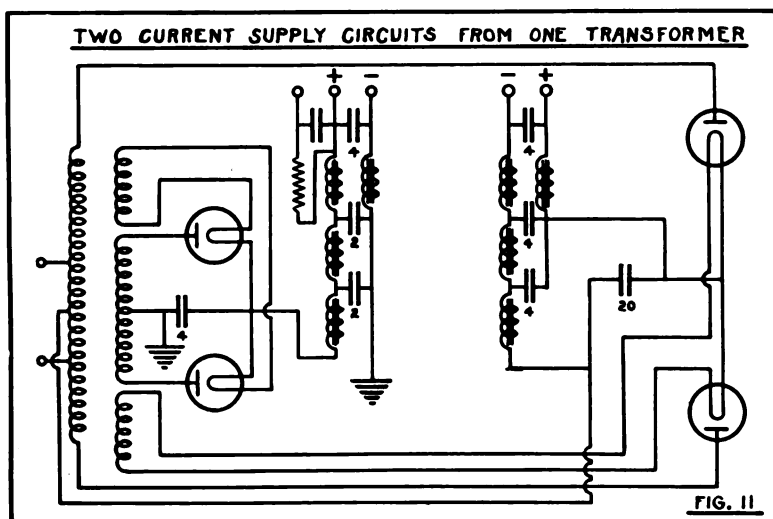 TWO CURRENT SUPPLY CIRCUITS FROM ONE TRANSFORMER
+ - - +
4 4
2 4
2 4
4
20
FIG. 11